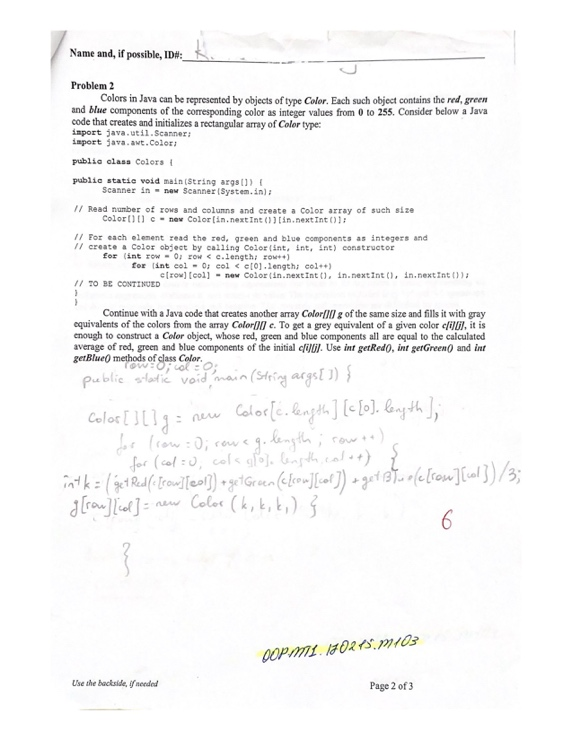 Name and, if possible, ID#:
Problem 2
Colors in Java can be represented by objects of type Color. Each such object contains the red, green
and blue components of the corresponding color as integer values from 0 to 255. Consider below a Java
code that creates and initializes a rectangular array of Color type:
import java.util.Scanner;
import java.awt.Color;
public class Colors {
public static void main(String args[]) {
Scanner in = new Scanner(System.in);
// Read number of rows and columns and create a Color array of such size
Color[][] c = new Color[in.nextInt()][in.nextInt()];
// For each element read the red, green and blue components as integers and
// create a Color object by calling Color(int, int, int) constructor
for (int row = 0; row < c.length; row++)
for (int col = 0; col < c[0].length; col++)
c[row][col] = new Color(in.nextInt(), in.nextInt(), in.nextInt());
// TO BE CONTINUED
}
}
Continue with a Java code that creates another array Color[][] g of the same size and fills it with gray
equivalents of the colors from the array Color[][] c. To get a grey equivalent of a given color c[i][j], it is
enough to construct a Color object, whose red, green and blue components all are equal to the calculated
average of red, green and blue components of the initial c[i][j]. Use int getRed(), int getGreen() and int
getBlue() methods of class Color.
row=0; col=0;
public static void main (String args[]) {
Color[][] g = new Color[c.length][c[0].length];
for (row=0; row < g.length; row++)
for (col=0, col < g[0].length, col++) {
int k = (getRed(c[row][col]) + getGreen(c[row][col]) + getBlue(c[row][col]))/3;
g[row][col] = new Color (k, k, k,) }
6
}
OOP.MT1.170215.M103
Use the backside, if needed
Page 2 of 3